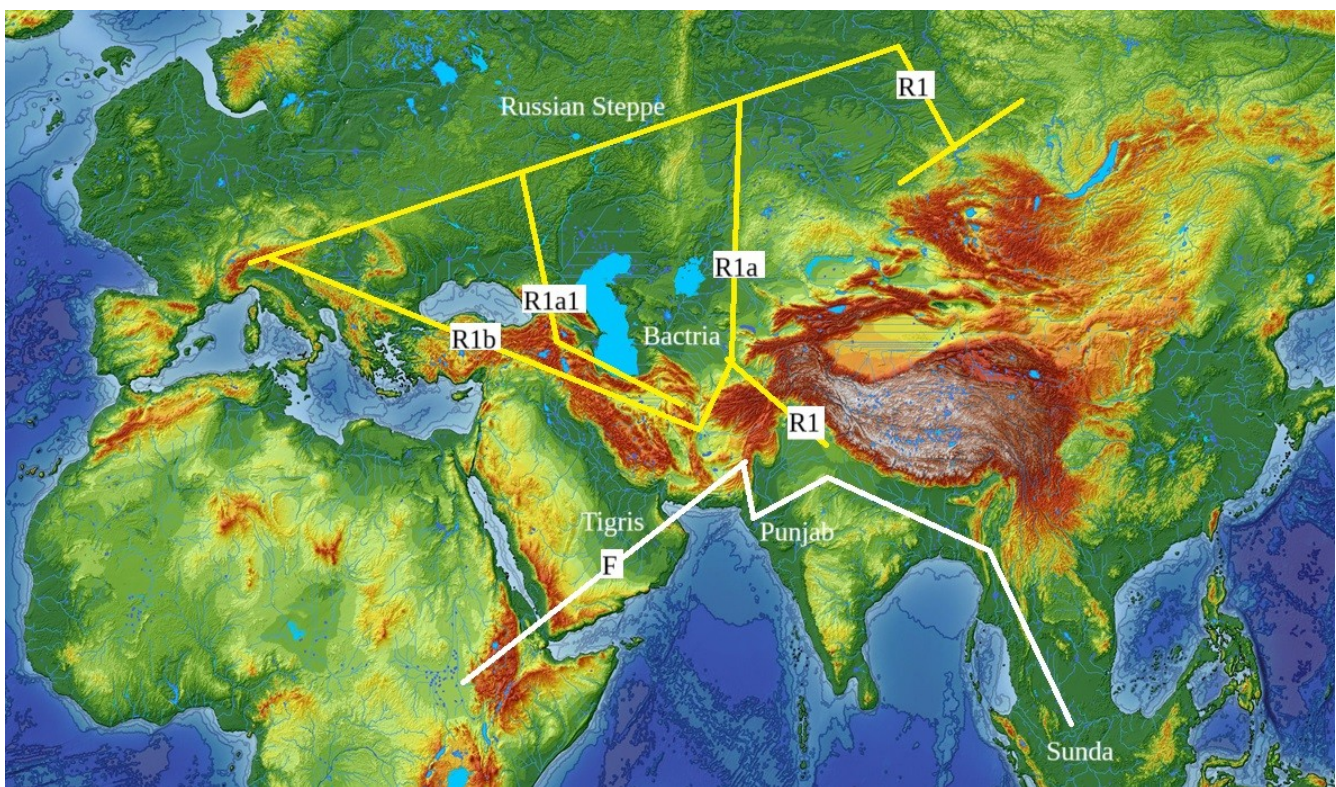 R1
Russian Steppe
R1a
R1a1
R1b
Bactria
R1
Tigris
Punjab
F
Sunda